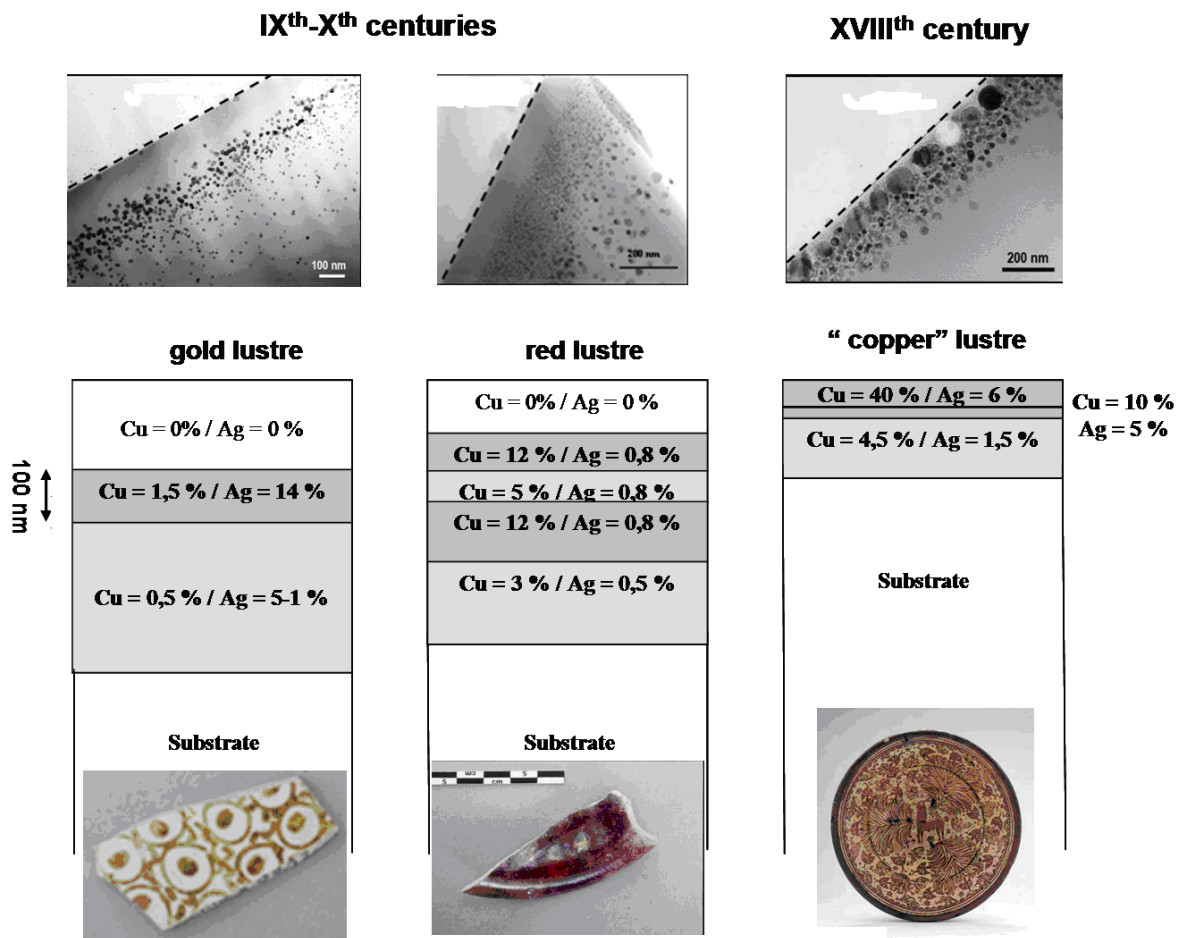 IXth-Xth centuries
XVIIIth century
100 nm
200 nm
200 nm
gold lustre
red lustre
“ copper” lustre
Cu = 0% / Ag = 0 %
Cu = 1,5 % / Ag = 14 %
Cu = 0,5 % / Ag = 5-1 %
Substrate
100 nm
Cu = 0% / Ag = 0 %
Cu = 12 % / Ag = 0,8 %
Cu = 5 % / Ag = 0,8 %
Cu = 12 % / Ag = 0,8 %
Cu = 3 % / Ag = 0,5 %
Substrate
5 cm 5
Cu = 40 % / Ag = 6 %
Cu = 10 %
Ag = 5 %
Cu = 4,5 % / Ag = 1,5 %
Substrate